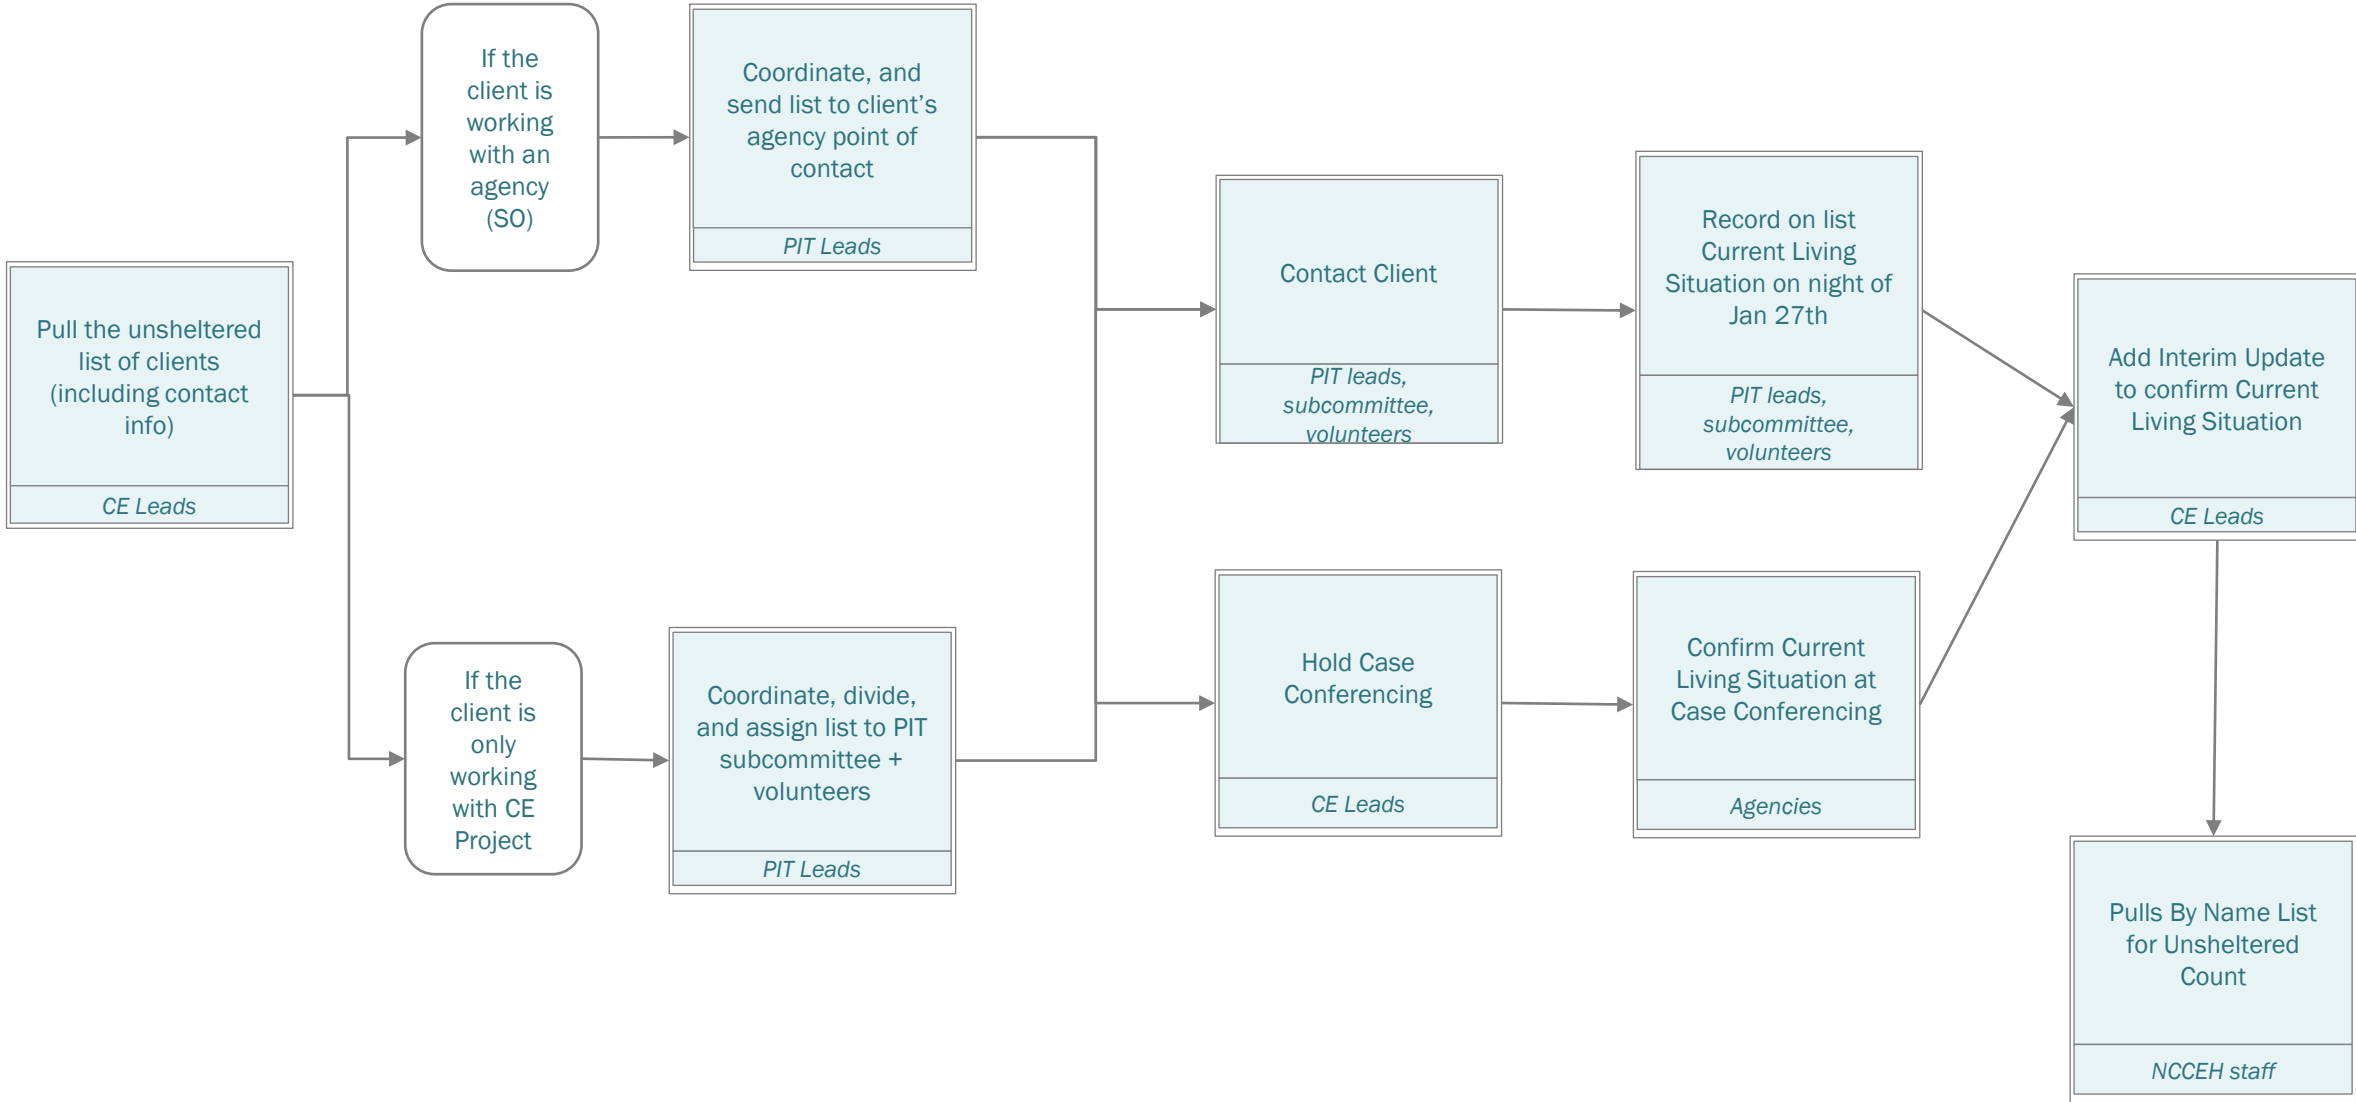 If the
client is
working
with an
agency
(SO)
Coordinate, and
send list to client’s
agency point of
contact
PIT Leads
Pull the unsheltered
list of clients
(including contact
info)
CE Leads
If the
client is
only
working
with CE
Project
Coordinate, divide,
and assign list to PIT
subcommittee +
volunteers
PIT Leads
Contact Client
PIT leads,
subcommittee,
volunteers
Record on list
Current Living
Situation on night of
Jan 27th
PIT leads,
subcommittee,
volunteers
Hold Case
Conferencing
CE Leads
Confirm Current
Living Situation at
Case Conferencing
Agencies
Add Interim Update
to confirm Current
Living Situation
CE Leads
Pulls By Name List
for Unsheltered
Count
NCCEH staff